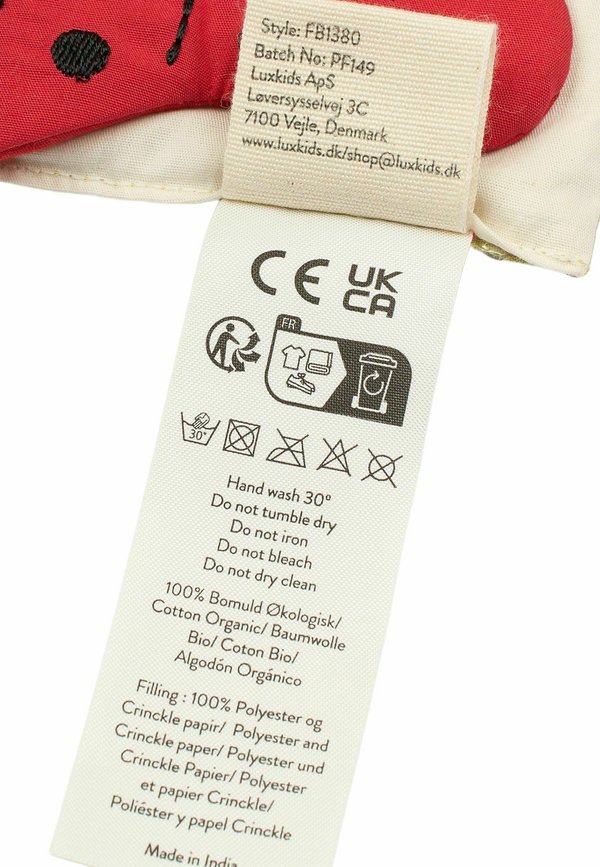 Style: FB1380
Batch No: PF149
Luxkids ApS
Løversysselvej 3C
7100 Vejle, Denmark
www.luxkids.dk/shop@luxkids.dk
CE
UK
CA
FR
30°
Hand wash 30°
Do not tumble dry
Do not iron
Do not bleach
Do not dry clean
100% Bomuld Økologisk/
Cotton Organic/ Baumwolle
Bio/ Coton Bio/
Algodón Orgánico
Filling : 100% Polyester og
Crinckle papir/ Polyester and
Crinckle paper/ Polyester und
Crinckle Papier/ Polyester
et papier Crinckle/
Poliéster y papel Crinckle
Made in India